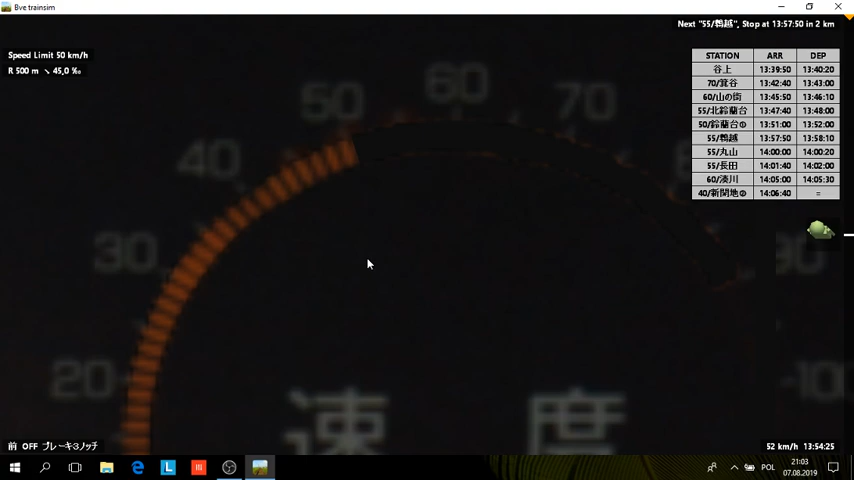 Bve trainsim
Next "55/鵯越", Stop at 13:57:50 in 2 km
Speed Limit 50 km/h
R 500 m ↘ 45,0 ‰
STATION ARR DEP
谷上 13:39:50 13:40:20
70/箕谷 13:42:40 13:43:00
60/山の街 13:45:50 13:46:10
55/北鈴蘭台 13:47:40 13:48:00
50/鈴蘭台① 13:51:00 13:52:00
55/鵯越 13:57:50 13:58:10
55/丸山 14:00:00 14:00:20
55/長田 14:01:40 14:02:00
60/湊川 14:05:00 14:05:30
40/新開地② 14:06:40 =
20
30
40
50
60
70
90
100
速度
前 OFF ブレーキ3ノッチ
52 km/h 13:54:25
POL
21:03
07.08.2019